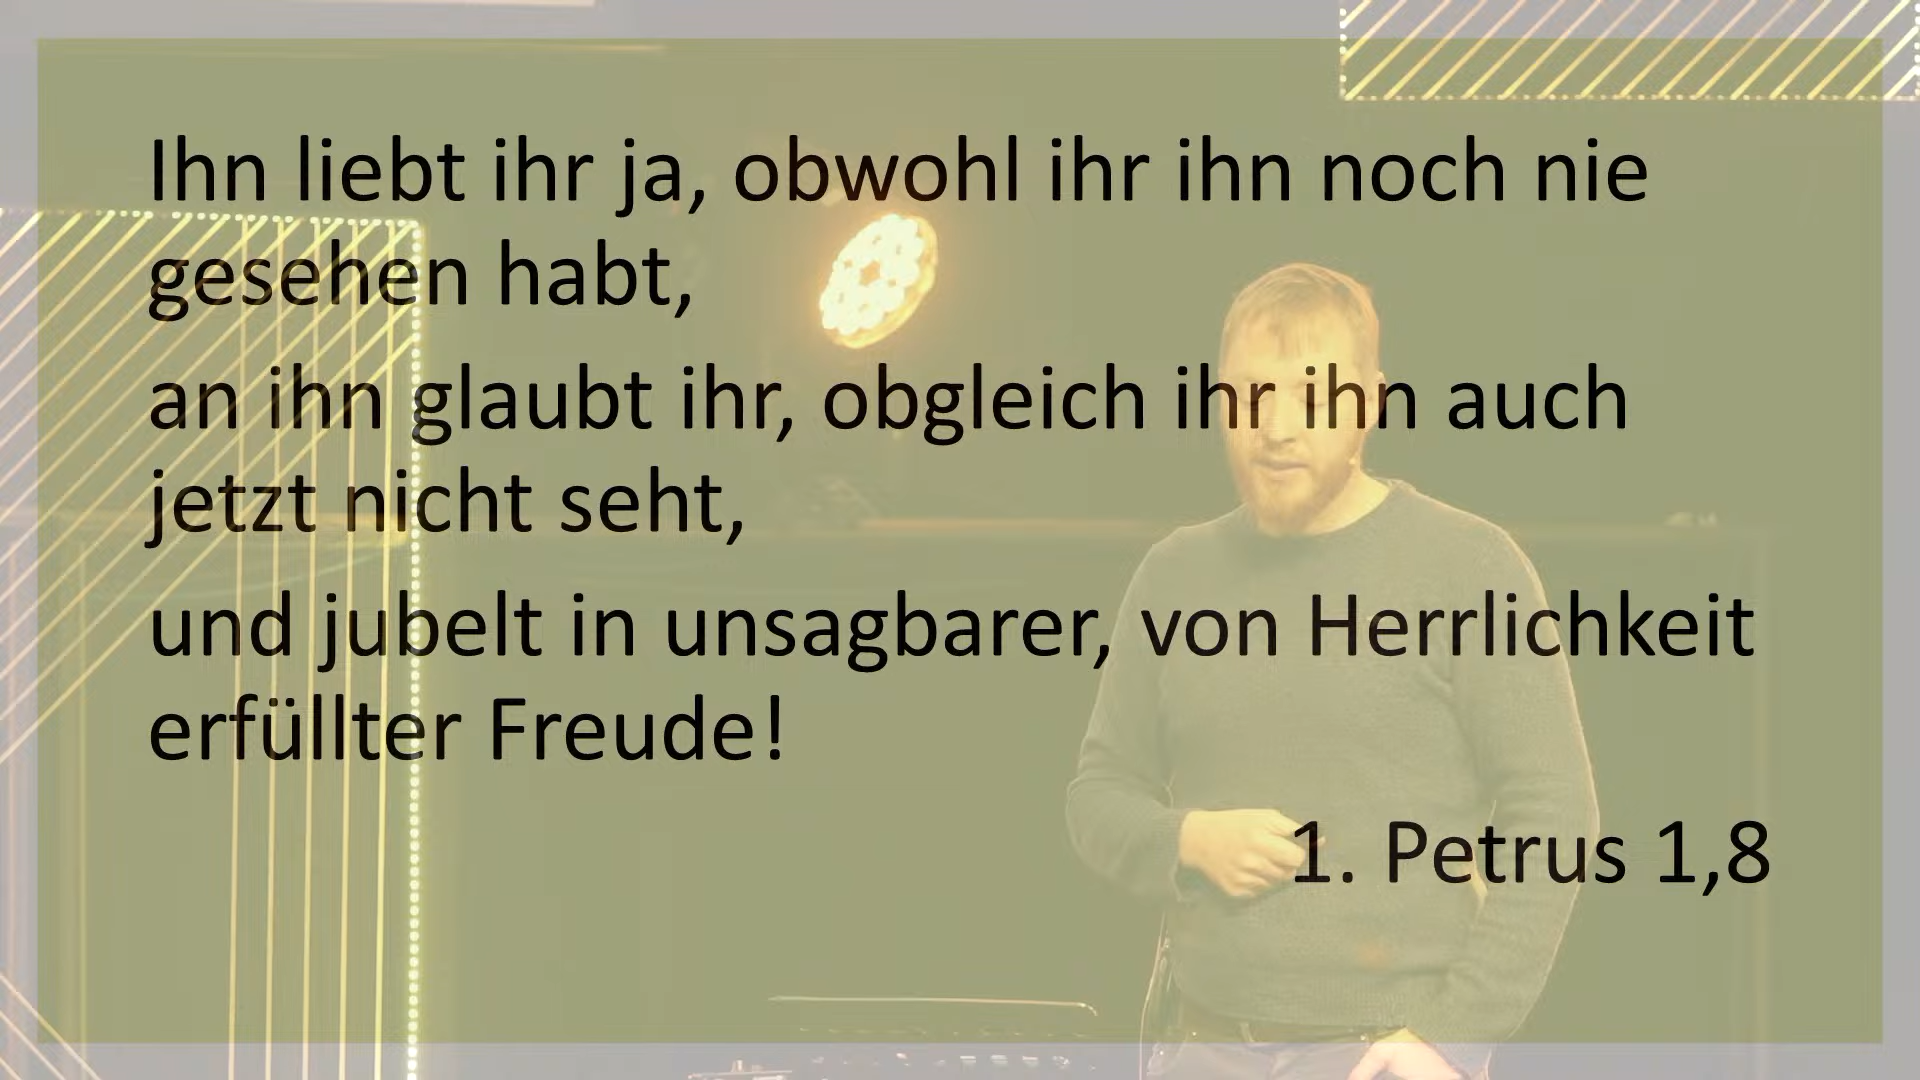 Ihn liebt ihr ja, obwohl ihr ihn noch nie
gesehen habt,
an ihn glaubt ihr, obgleich ihr ihn auch
jetzt nicht seht,
und jubelt in unsagbarer, von Herrlichkeit
erfüllter Freude!
1. Petrus 1,8